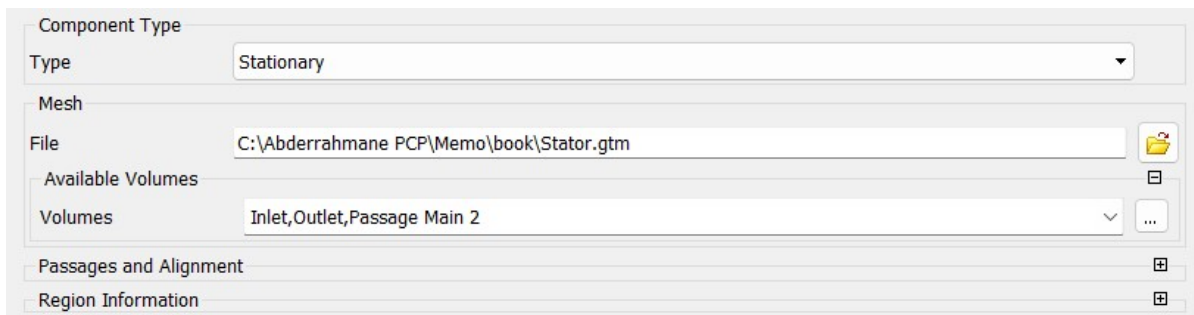 Component Type
Type Stationary
Mesh
File C:\Abderrahmane PCP\Memo\book\Stator.gtm
Available Volumes
Volumes Inlet,Outlet,Passage Main 2 ...
Passages and Alignment
Region Information